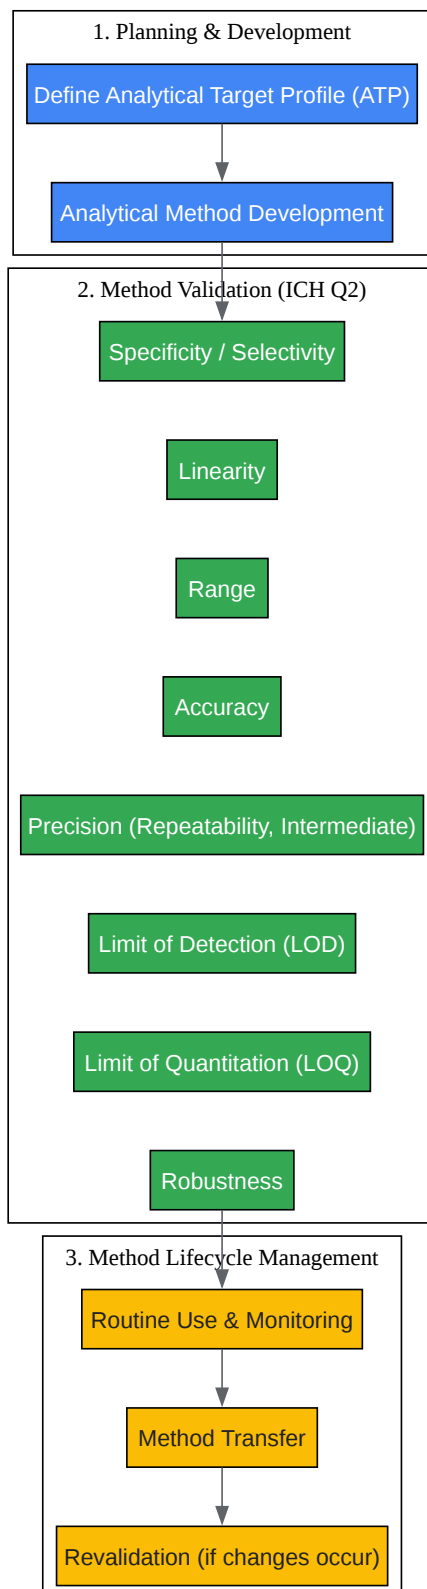 1. Planning & Development
Define Analytical Target Profile (ATP)
Analytical Method Development
2. Method Validation (ICH Q2)
Specificity / Selectivity
Linearity
Range
Accuracy
Precision (Repeatability, Intermediate)
Limit of Detection (LOD)
Limit of Quantitation (LOQ)
Robustness
3. Method Lifecycle Management
Routine Use & Monitoring
Method Transfer
Revalidation (if changes occur)